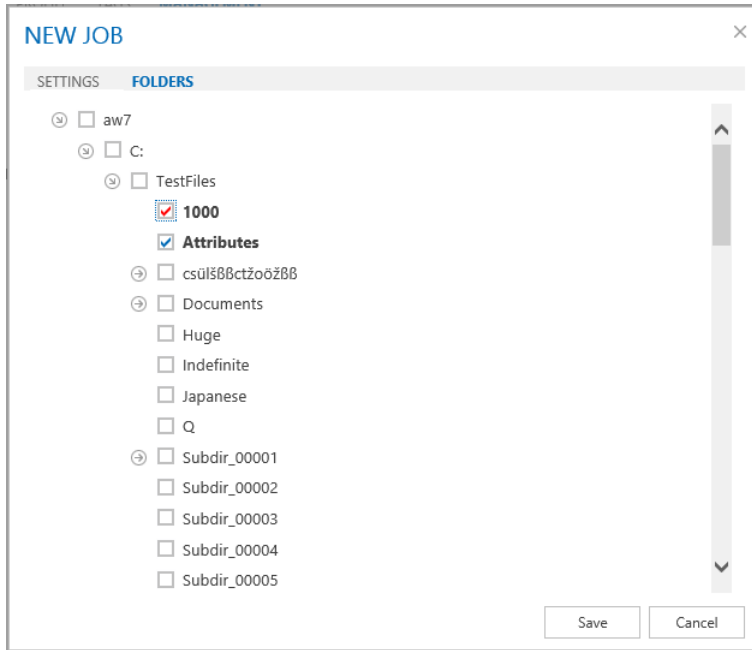 NEW JOB
SETTINGS FOLDERS
aw7
C:
TestFiles
1000
Attributes
csülšßßctžoöžßß
Documents
Huge
Indefinite
Japanese
Q
Subdir_00001
Subdir_00002
Subdir_00003
Subdir_00004
Subdir_00005
Save Cancel